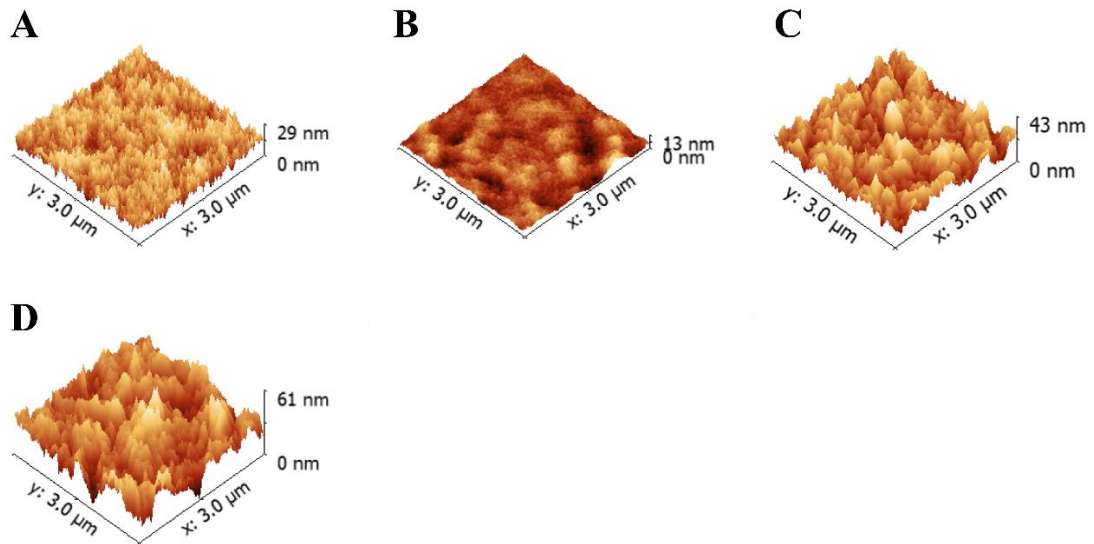 A
29 nm
0 nm
y: 3.0 µm
x: 3.0 µm
B
13 nm
0 nm
y: 3.0 µm
x: 3.0 µm
C
43 nm
0 nm
y: 3.0 µm
x: 3.0 µm
D
61 nm
0 nm
y: 3.0 µm
x: 3.0 µm